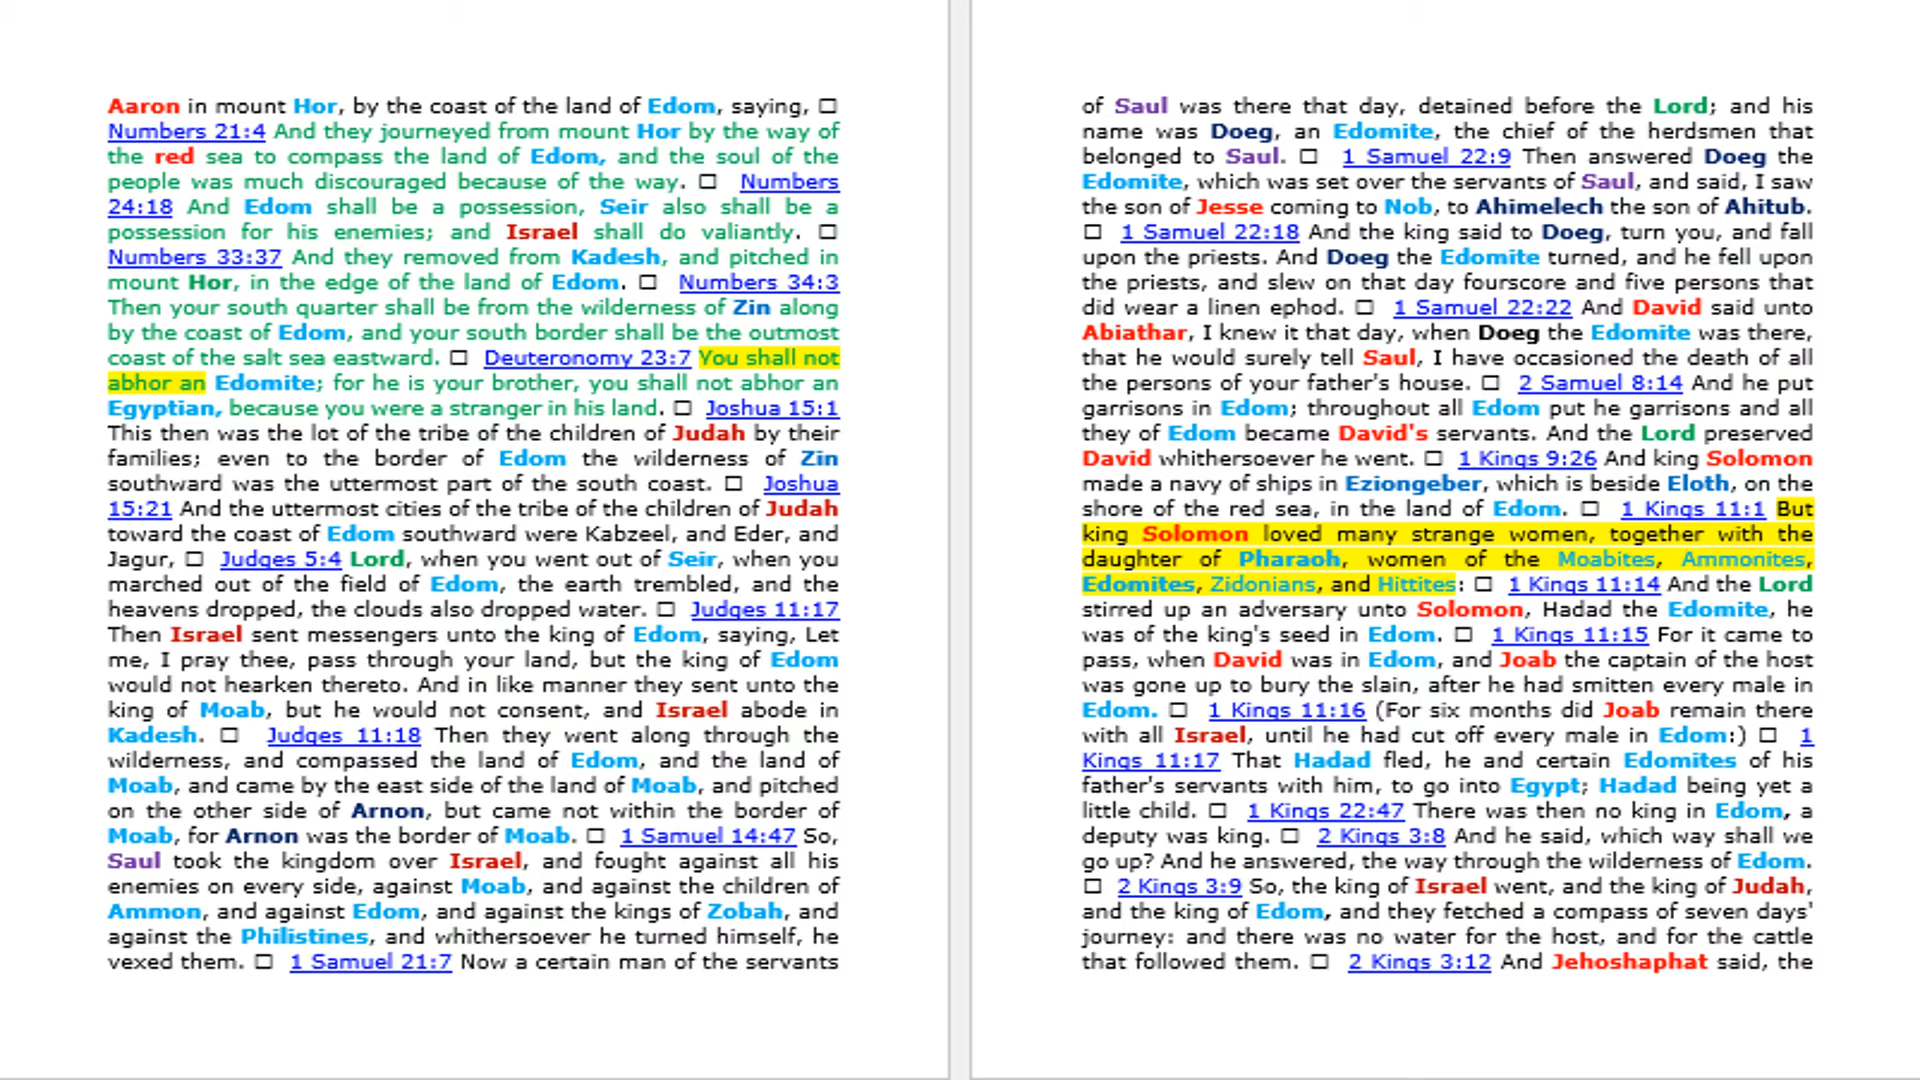 Aaron in mount Hor, by the coast of the land of Edom, saying, □
Numbers 21:4 And they journeyed from mount Hor by the way of
the red sea to compass the land of Edom, and the soul of the
people was much discouraged because of the way. □ Numbers
24:18 And Edom shall be a possession, Seir also shall be a
possession for his enemies; and Israel shall do valiantly. □
Numbers 33:37 And they removed from Kadesh, and pitched in
mount Hor, in the edge of the land of Edom. □ Numbers 34:3
Then your south quarter shall be from the wilderness of Zin along
by the coast of Edom, and your south border shall be the outmost
coast of the salt sea eastward. □ Deuteronomy 23:7 You shall not
abhor an Edomite; for he is your brother, you shall not abhor an
Egyptian, because you were a stranger in his land. □ Joshua 15:1
This then was the lot of the tribe of the children of Judah by their
families; even to the border of Edom the wilderness of Zin
southward was the uttermost part of the south coast. □ Joshua
15:21 And the uttermost cities of the tribe of the children of Judah
toward the coast of Edom southward were Kabzeel, and Eder, and
Jagur, □ Judges 5:4 Lord, when you went out of Seir, when you
marched out of the field of Edom, the earth trembled, and the
heavens dropped, the clouds also dropped water. □ Judges 11:17
Then Israel sent messengers unto the king of Edom, saying, Let
me, I pray thee, pass through your land, but the king of Edom
would not hearken thereto. And in like manner they sent unto the
king of Moab, but he would not consent, and Israel abode in
Kadesh. □ Judges 11:18 Then they went along through the
wilderness, and compassed the land of Edom, and the land of
Moab, and came by the east side of the land of Moab, and pitched
on the other side of Arnon, but came not within the border of
Moab, for Arnon was the border of Moab. □ 1 Samuel 14:47 So,
Saul took the kingdom over Israel, and fought against all his
enemies on every side, against Moab, and against the children of
Ammon, and against Edom, and against the kings of Zobah, and
against the Philistines, and whithersoever he turned himself, he
vexed them. □ 1 Samuel 21:7 Now a certain man of the servants
of Saul was there that day, detained before the Lord; and his
name was Doeg, an Edomite, the chief of the herdsmen that
belonged to Saul. □ 1 Samuel 22:9 Then answered Doeg the
Edomite, which was set over the servants of Saul, and said, I saw
the son of Jesse coming to Nob, to Ahimelech the son of Ahitub.
□ 1 Samuel 22:18 And the king said to Doeg, turn you, and fall
upon the priests. And Doeg the Edomite turned, and he fell upon
the priests, and slew on that day fourscore and five persons that
did wear a linen ephod. □ 1 Samuel 22:22 And David said unto
Abiathar, I knew it that day, when Doeg the Edomite was there,
that he would surely tell Saul, I have occasioned the death of all
the persons of your father's house. □ 2 Samuel 8:14 And he put
garrisons in Edom; throughout all Edom put he garrisons and all
they of Edom became David's servants. And the Lord preserved
David whithersoever he went. □ 1 Kings 9:26 And king Solomon
made a navy of ships in Eziongeber, which is beside Eloth, on the
shore of the red sea, in the land of Edom. □ 1 Kings 11:1 But
king Solomon loved many strange women, together with the
daughter of Pharaoh, women of the Moabites, Ammonites,
Edomites, Zidonians, and Hittites: □ 1 Kings 11:14 And the Lord
stirred up an adversary unto Solomon, Hadad the Edomite, he
was of the king's seed in Edom. □ 1 Kings 11:15 For it came to
pass, when David was in Edom, and Joab the captain of the host
was gone up to bury the slain, after he had smitten every male in
Edom. □ 1 Kings 11:16 (For six months did Joab remain there
with all Israel, until he had cut off every male in Edom:) □ 1
Kings 11:17 That Hadad fled, he and certain Edomites of his
father's servants with him, to go into Egypt; Hadad being yet a
little child. □ 1 Kings 22:47 There was then no king in Edom, a
deputy was king. □ 2 Kings 3:8 And he said, which way shall we
go up? And he answered, the way through the wilderness of Edom.
□ 2 Kings 3:9 So, the king of Israel went, and the king of Judah,
and the king of Edom, and they fetched a compass of seven days'
journey: and there was no water for the host, and for the cattle
that followed them. □ 2 Kings 3:12 And Jehoshaphat said, the